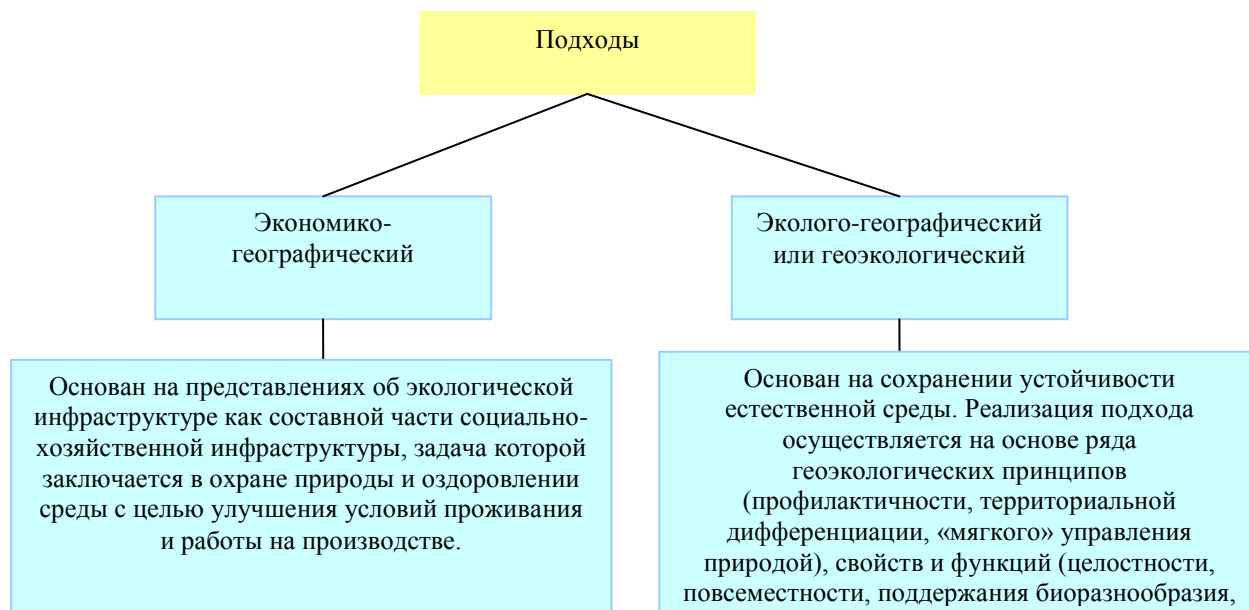 Подходы
Экономико-
географический
Эколого-географический
или геоэкологический
Основан на представлениях об экологической
инфраструктуре как составной части социально-
хозяйственной инфраструктуры, задача которой
заключается в охране природы и оздоровлении
среды с целью улучшения условий проживания
и работы на производстве.
Основан на сохранении устойчивости
естественной среды. Реализация подхода
осуществляется на основе ряда
геоэкологических принципов
(профилактичности, территориальной
дифференциации, «мягкого» управления
природой), свойств и функций (целостности,
повсеместности, поддержания биоразнообразия,